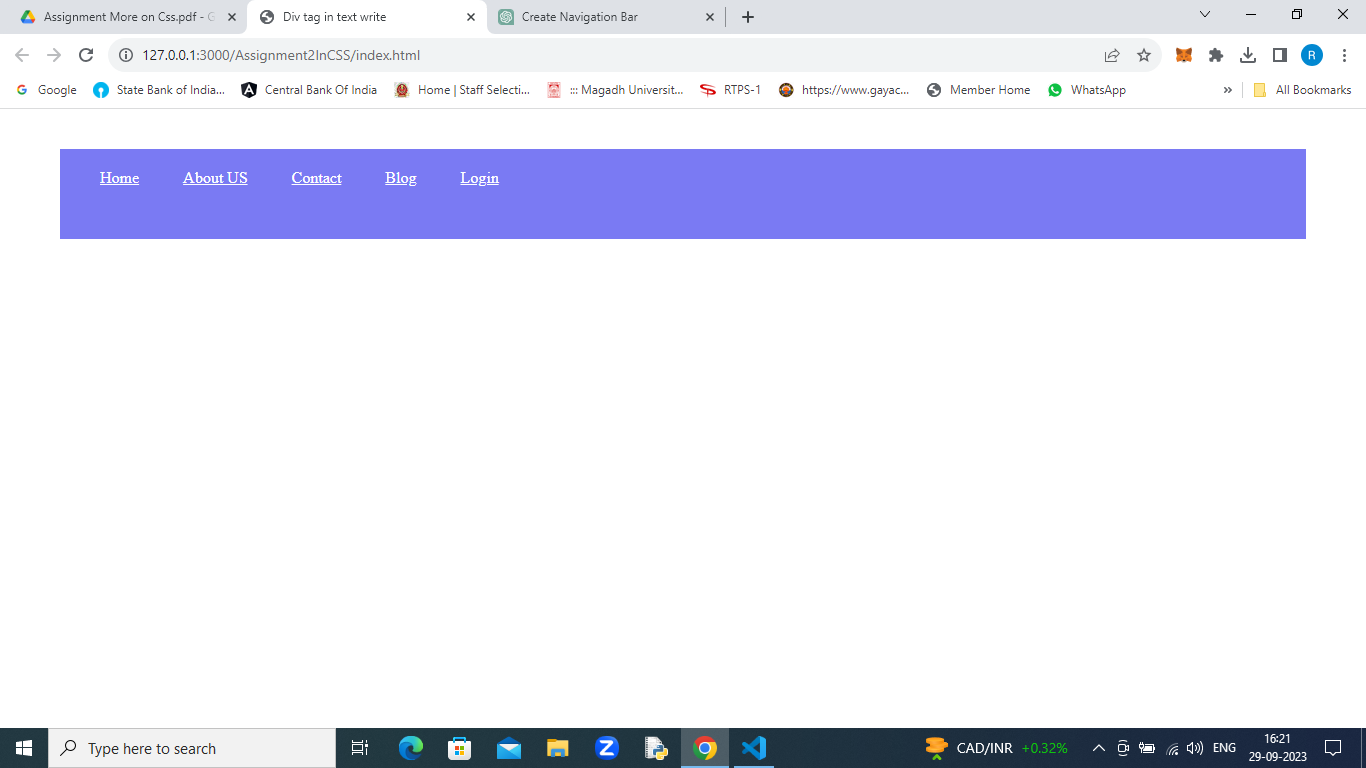 Assignment More on Css.pdf - G
Div tag in text write
Create Navigation Bar
127.0.0.1:3000/Assignment2InCSS/index.html
R
Google
State Bank of India...
Central Bank Of India
Home | Staff Selecti...
::: Magadh Universit...
RTPS-1
https://www.gayac...
Member Home
WhatsApp
»
All Bookmarks
Home About US Contact Blog Login
Type here to search
CAD/INR +0.32%
ENG
16:21
29-09-2023